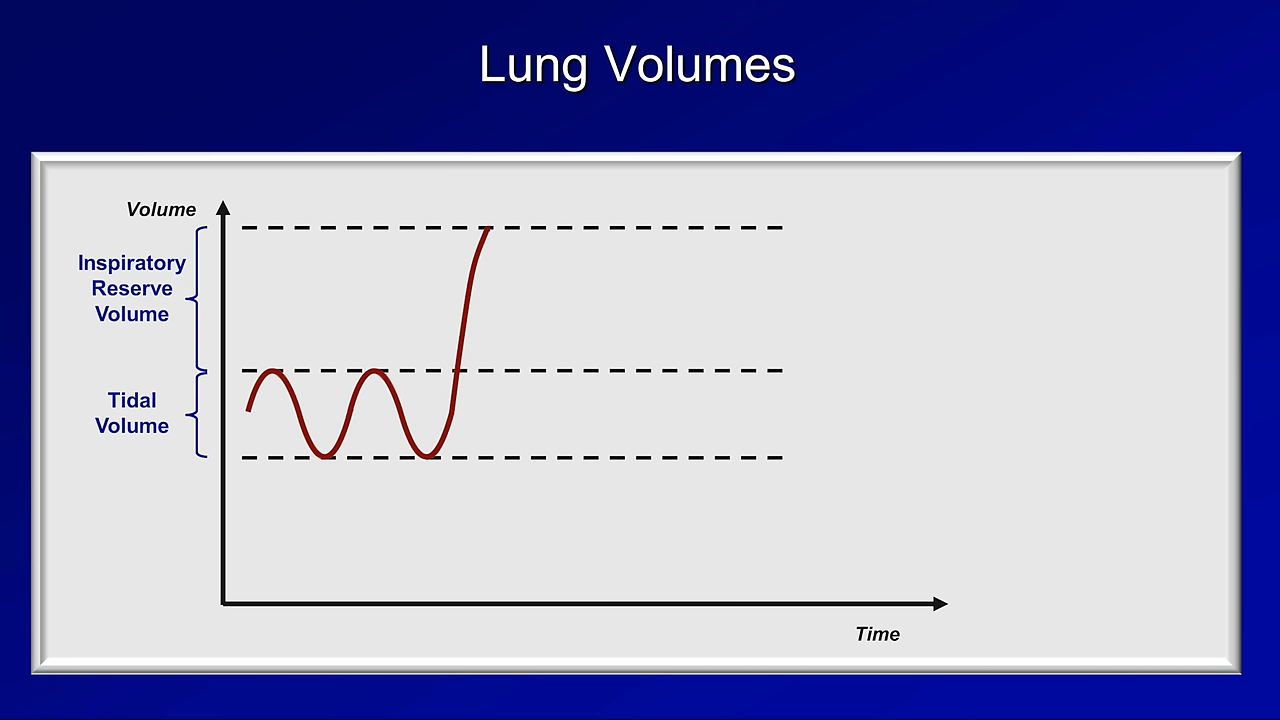 Lung Volumes
Volume
Inspiratory
Reserve
Volume
Tidal
Volume
Time